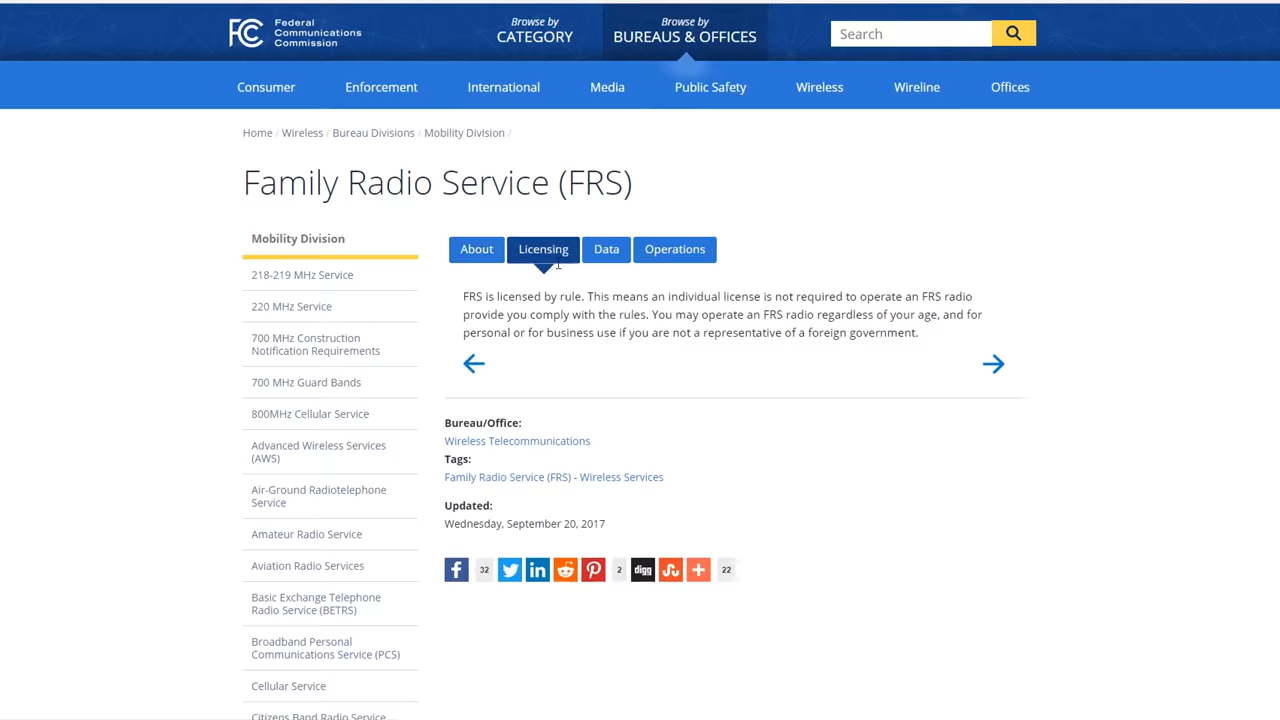 FCC
Federal
Communications
Commission
Browse by
CATEGORY
Browse by
BUREAUS & OFFICES
Search
Consumer
Enforcement
International
Media
Public Safety
Wireless
Wireline
Offices
Home / Wireless / Bureau Divisions / Mobility Division /
Family Radio Service (FRS)
Mobility Division
218-219 MHz Service
220 MHz Service
700 MHz Construction
Notification Requirements
700 MHz Guard Bands
800MHz Cellular Service
Advanced Wireless Services
(AWS)
Air-Ground Radiotelephone
Service
Amateur Radio Service
Aviation Radio Services
Basic Exchange Telephone
Radio Service (BETRS)
Broadband Personal
Communications Service (PCS)
Cellular Service
Citizens Band Radio Service
About
Licensing
Data
Operations
FRS is licensed by rule. This means an individual license is not required to operate an FRS radio
provide you comply with the rules. You may operate an FRS radio regardless of your age, and for
personal or for business use if you are not a representative of a foreign government.
Bureau/Office:
Wireless Telecommunications
Tags:
Family Radio Service (FRS) - Wireless Services
Updated:
Wednesday, September 20, 2017
32
2
digg
22